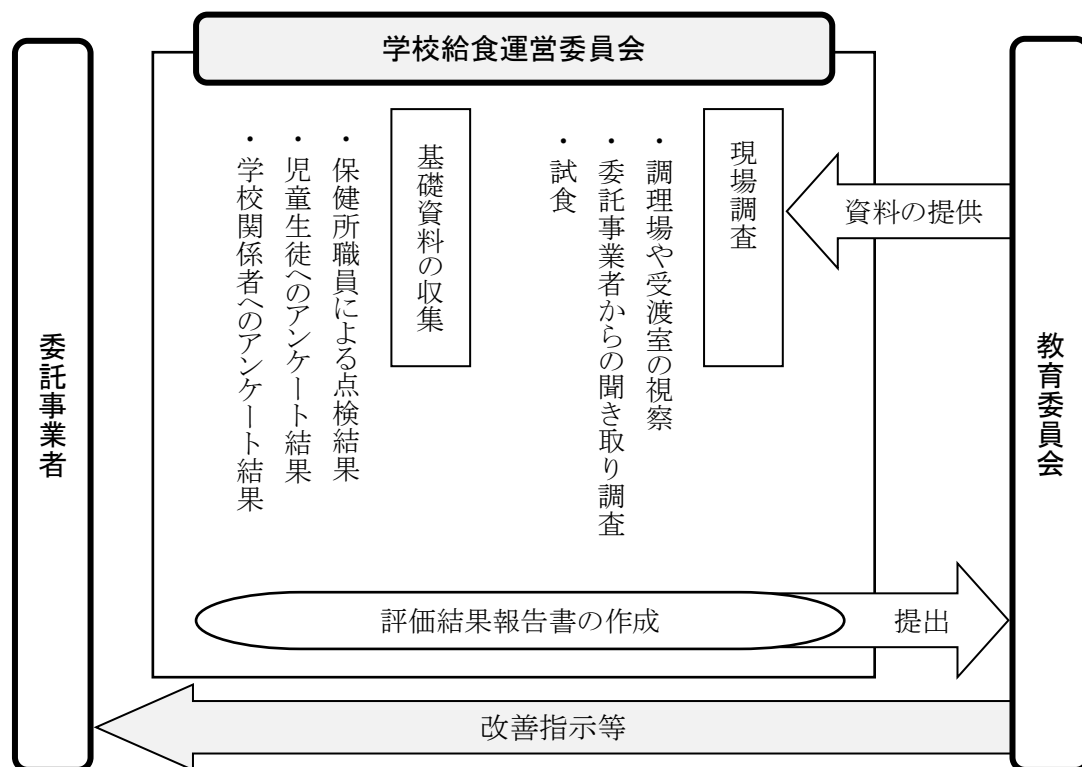 学校給食運営委員会
委託事業者
教育委員会
現場調査
・調理場や受渡室の視察
・委託事業者からの聞き取り調査
・試食
基礎資料の収集
・保健所職員による点検結果
・児童生徒へのアンケート結果
・学校関係者へのアンケート結果
資料の提供
評価結果報告書の作成
提出
改善指示等